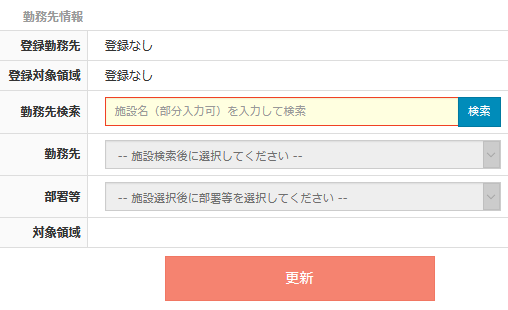 勤務先情報
登録勤務先 登録なし
登録対象領域 登録なし
勤務先検索 施設名（部分入力可）を入力して検索 検索
勤務先 -- 施設検索後に選択してください --
部署等 -- 施設選択後に部署等を選択してください --
対象領域
更新